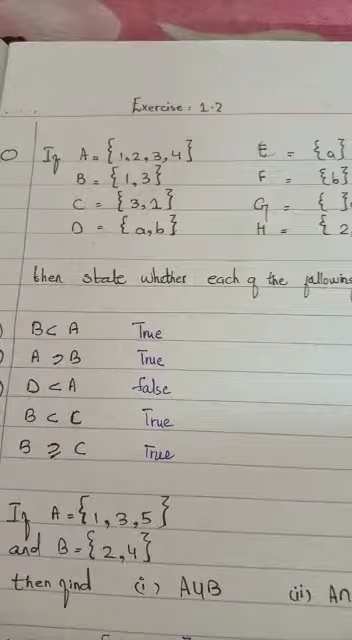 Exercise: 1.2
If A = {1,2,3,4} E = {a}
B = {1,3} F = {b}
C = {3,1} G = { }
D = {a,b} H = {2,
then state whether each of the following
B < A True
A ⩾ B True
D < A false
B < C True
B ⩾ C True
If A = {1,3,5}
and B = {2,4}
then find (i) A∪B (ii) A∩